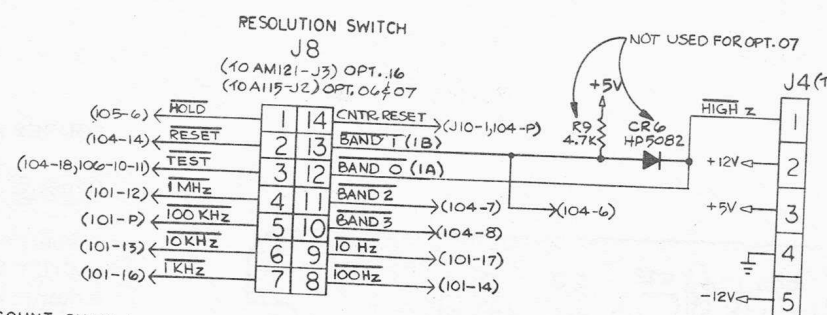 RESOLUTION SWITCH
J8
(TO AM121-J3) OPT..16
(TO A115-J2) OPT. 06&07
NOT USED FOR OPT. 07
+5V
R9
4.7K
CR6
HP5082
J4
HIGH Z
(105-6) HOLD 1 14 CNTR. RESET (J10-1,104-P)
(104-14) RESET 2 13 BAND 1 (1B)
(104-18,106-10-11) TEST 3 12 BAND 0 (1A)
(101-12) 1MHz 4 11 BAND 2 (104-7)
(104-6)
(101-P) 100 KHz 5 10 BAND 3 (104-8)
(101-13) 10KHz 6 9 10 Hz (101-17)
(101-16) 1KHz 7 8 100Hz (101-14)
1
+12V 2
+5V 3
4
-12V 5